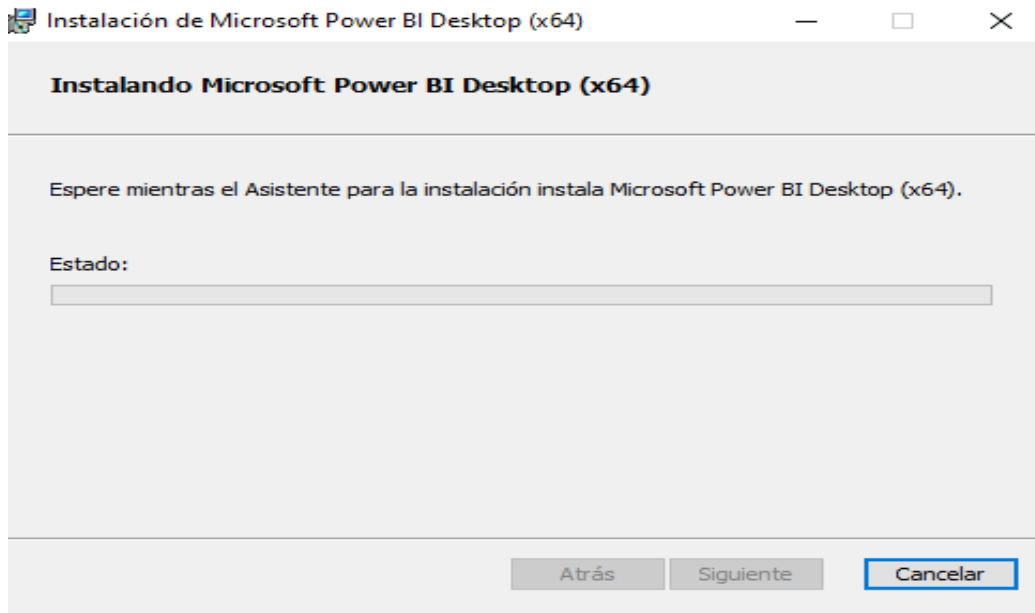 Instalación de Microsoft Power BI Desktop (x64)
Instalando Microsoft Power BI Desktop (x64)
Espere mientras el Asistente para la instalación instala Microsoft Power BI Desktop (x64).
Estado:
Atrás Siguiente Cancelar